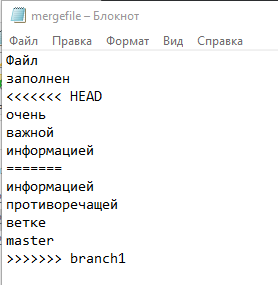 mergefile – Блокнот
Файл Правка Формат Вид Справка
Файл
заполнен
<<<<<<< HEAD
очень
важной
информацией
=======
информацией
противоречащей
ветке
master
>>>>>>> branch1